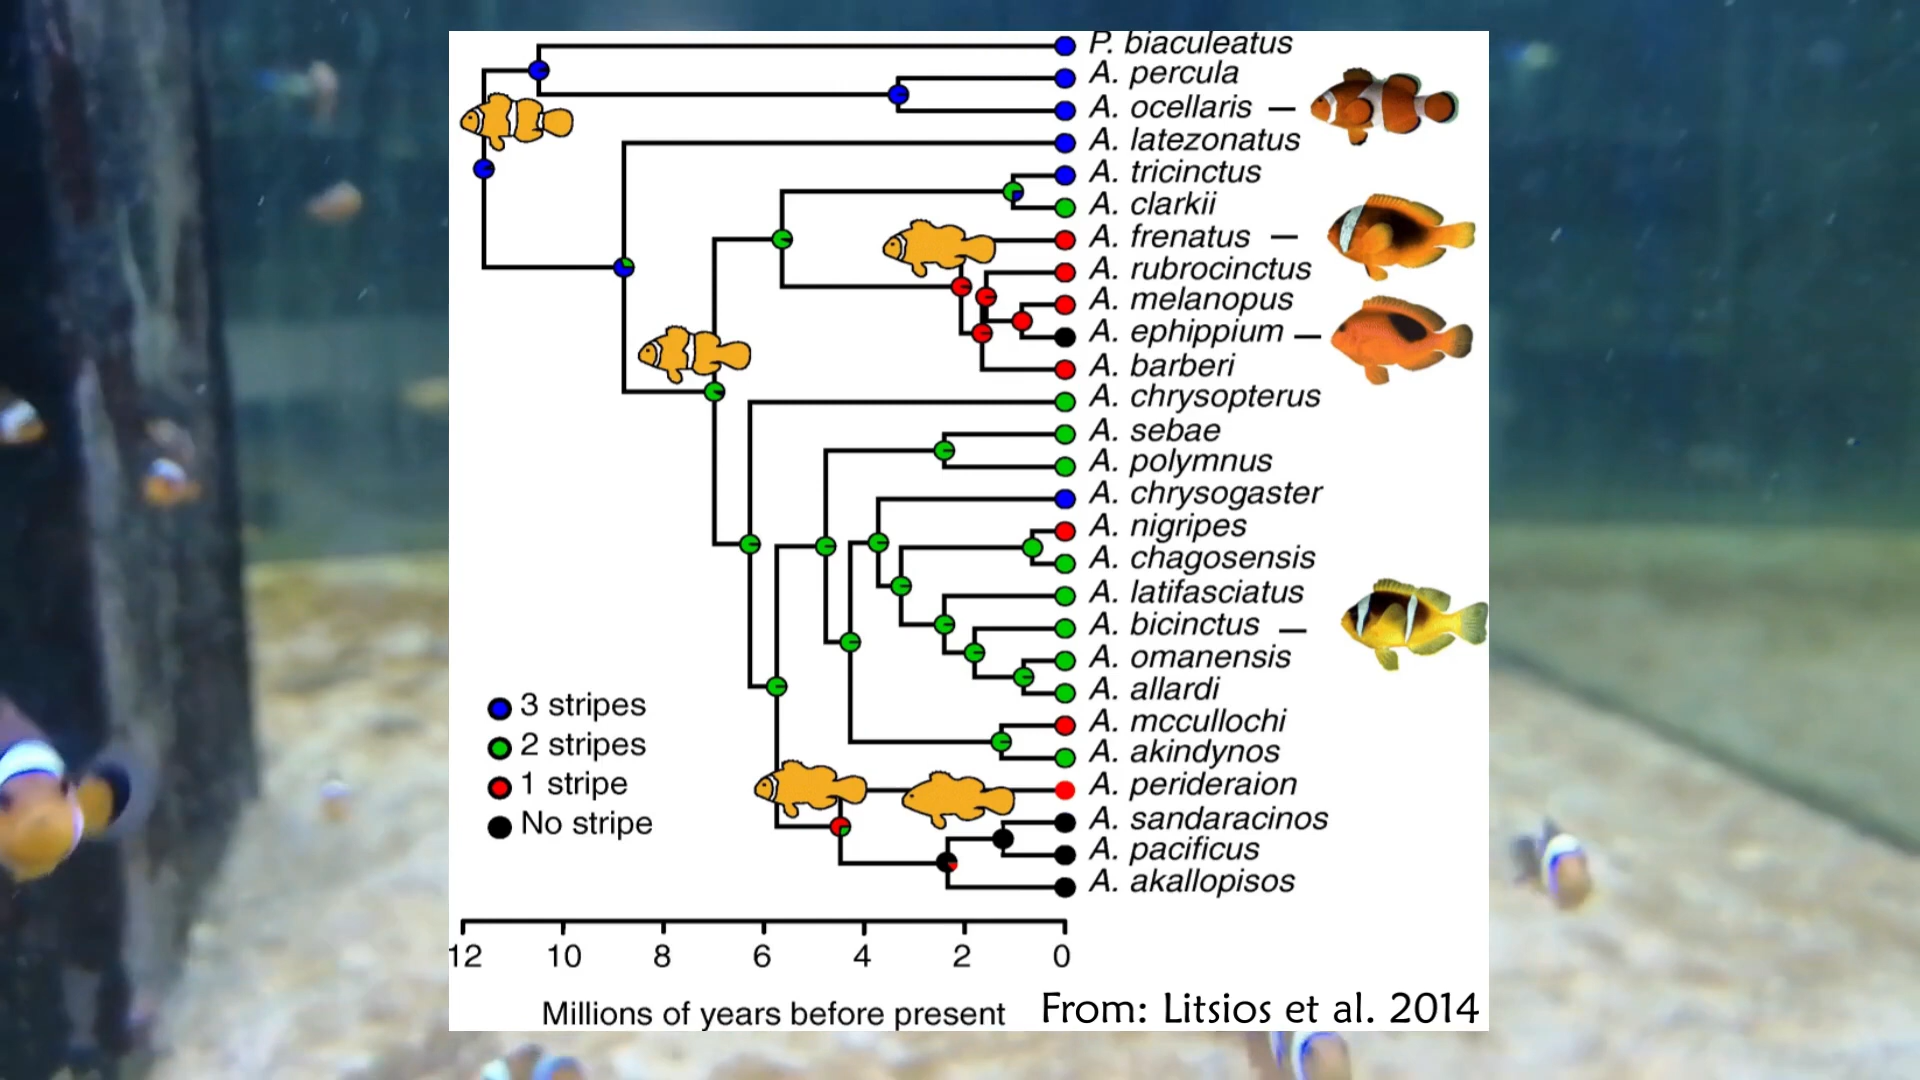 P. biaculeatus
A. percula
A. ocellaris
A. latezonatus
A. tricinctus
A. clarkii
A. frenatus
A. rubrocinctus
A. melanopus
A. ephippium
A. barberi
A. chrysopterus
A. sebae
A. polymnus
A. chrysogaster
A. nigripes
A. chagosensis
A. latifasciatus
A. bicinctus
A. omanensis
A. allardi
A. mccullochi
A. akindynos
A. perideraion
A. sandaracinos
A. pacificus
A. akallopisos
3 stripes
2 stripes
1 stripe
No stripe
12 10 8 6 4 2 0
Millions of years before present
From: Litsios et al. 2014